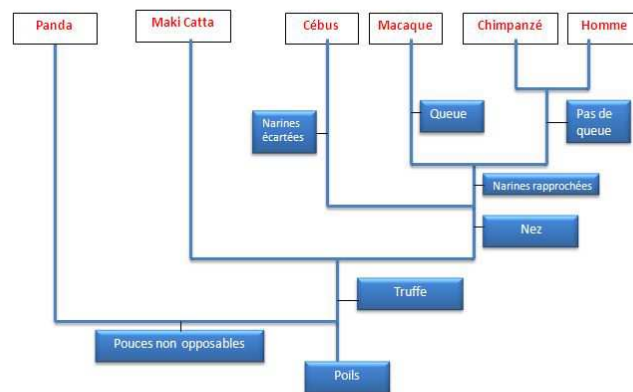 Panda
Maki Catta
Cébus
Macaque
Chimpanzé
Homme
Narines
écartées
Queue
Pas de
queue
Narines rapprochées
Nez
Truffe
Pouces non opposables
Poils